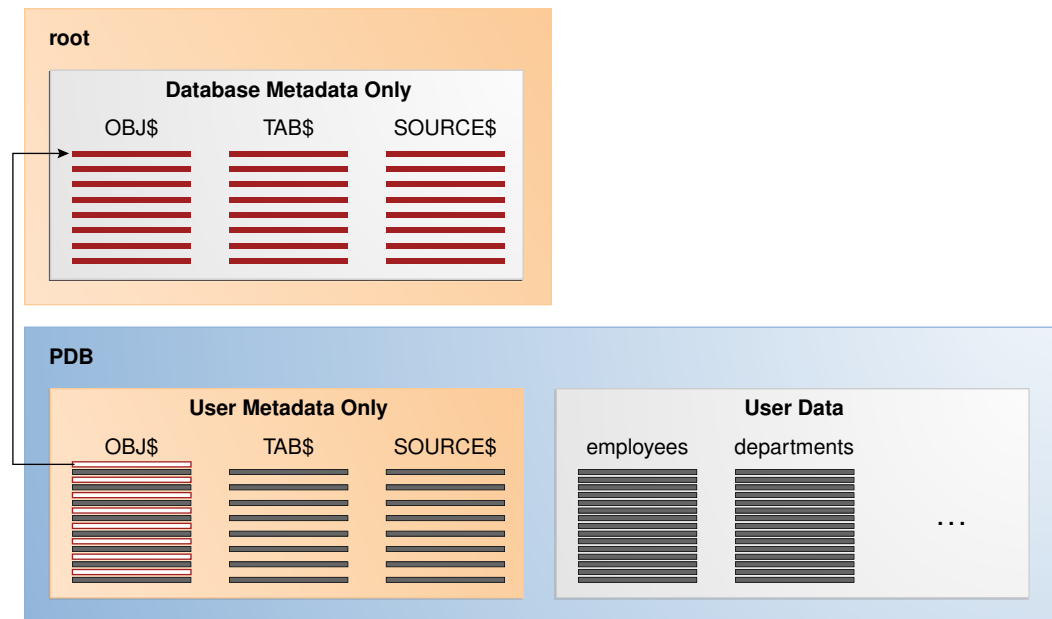 root
Database Metadata Only
OBJ$ TAB$ SOURCE$
PDB
User Metadata Only
OBJ$ TAB$ SOURCE$
User Data
employees departments
...